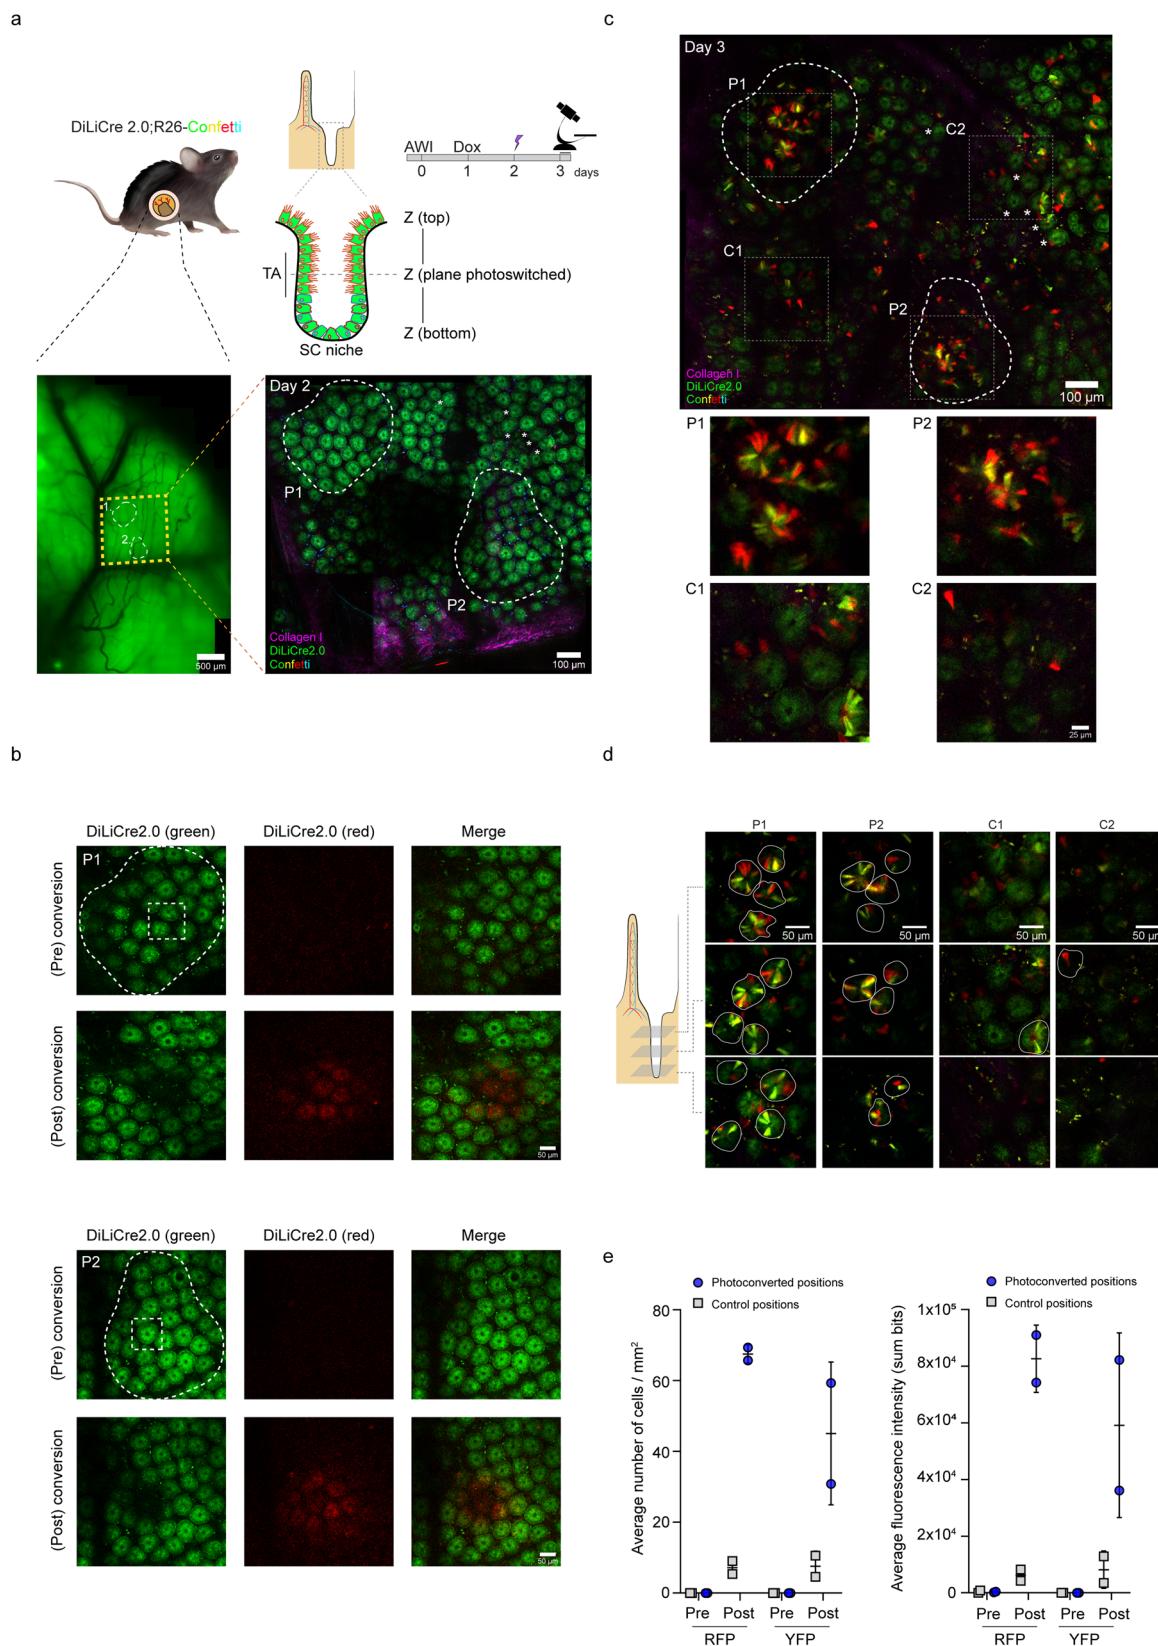 a
DiLiCre 2.0;R26-Confetti
AWI
Dox
0
1
2
3
days
Z (top)
TA
Z (plane photoswitched)
Z (bottom)
SC niche
1.
2.
500 µm
Day 2
*
*
*
*
*
*
P1
P2
Collagen I
DiLiCre2.0
Confetti
100 µm
c
Day 3
P1
*
C2
*
*
*
*
*
C1
P2
Collagen I
DiLiCre2.0
Confetti
100 µm
P1
P2
C1
C2
25 µm
b
DiLiCre2.0 (green)
DiLiCre2.0 (red)
Merge
(Pre) conversion
P1
(Post) conversion
50 µm
DiLiCre2.0 (green)
DiLiCre2.0 (red)
Merge
(Pre) conversion
P2
(Post) conversion
50 µm
d
P1
P2
C1
C2
50 µm
50 µm
50 µm
50 µm
e
Photoconverted positions
Control positions
Average number of cells / mm²
80
60
40
20
0
Pre
Post
Pre
Post
RFP
YFP
Photoconverted positions
Control positions
Average fluorescence intensity (sum bits)
1x10⁵
8x10⁴
6x10⁴
4x10⁴
2x10⁴
0
Pre
Post
Pre
Post
RFP
YFP